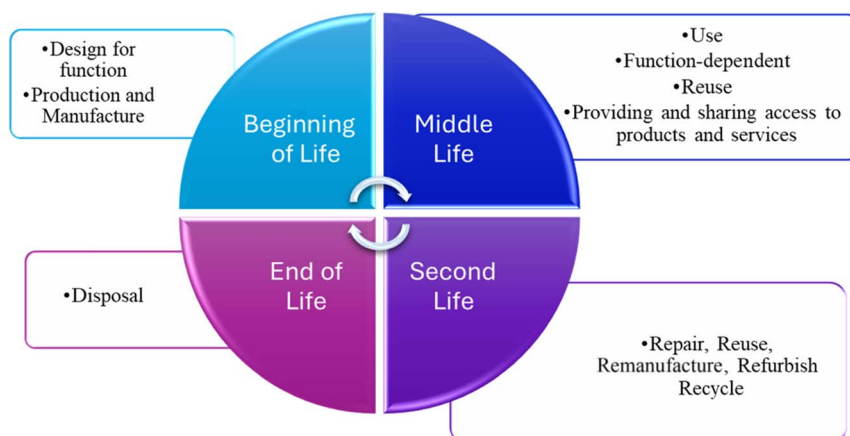 •Design for
function
•Production and
Manufacture
Beginning
of Life
Middle
Life
•Use
•Function-dependent
•Reuse
•Providing and sharing access to
products and services
•Disposal
End of
Life
Second
Life
•Repair, Reuse,
Remanufacture, Refurbish
Recycle